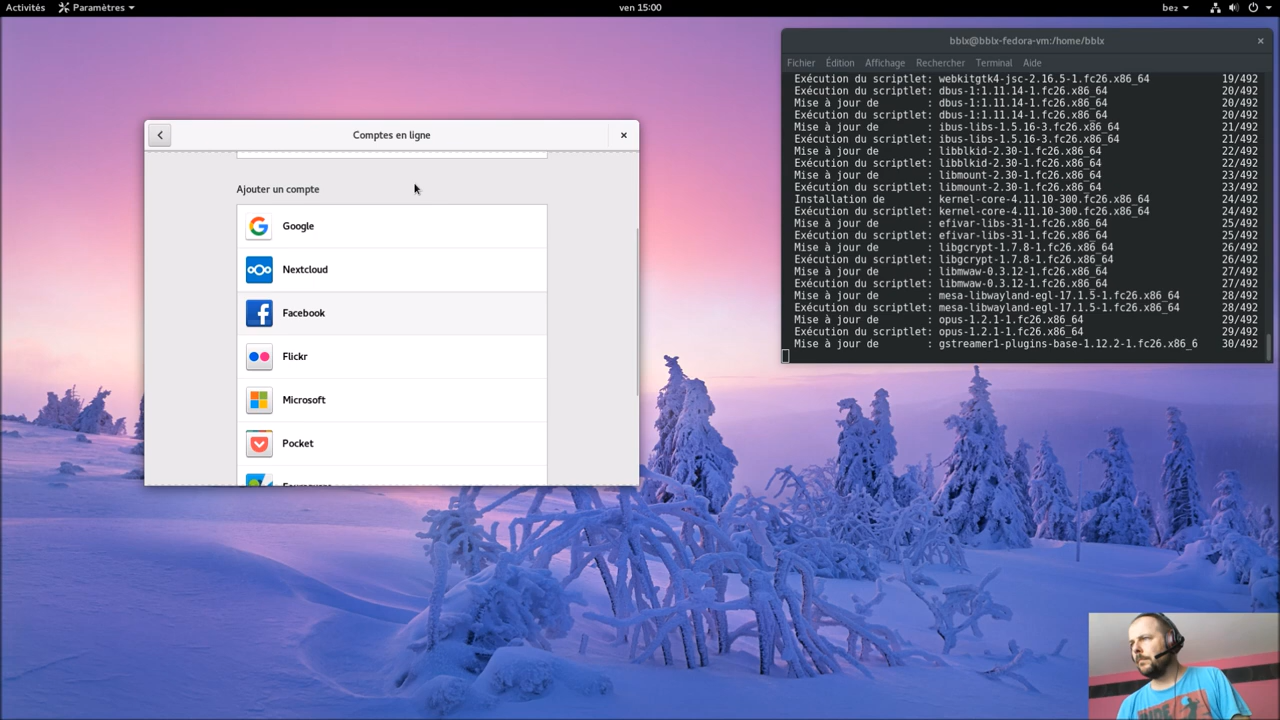 Activités
Paramètres
ven 15:00
be2
Comptes en ligne
Ajouter un compte
Google
Nextcloud
Facebook
Flickr
Microsoft
Pocket
bblx@bblx-fedora-vm:/home/bblx
Fichier Édition Affichage Rechercher Terminal Aide
Exécution du scriptlet: webkitgtk4-jsc-2.16.5-1.fc26.x86_64 19/492
Mise à jour de : dbus-1:1.11.14-1.fc26.x86_64 20/492
Exécution du scriptlet: dbus-1:1.11.14-1.fc26.x86_64 20/492
Mise à jour de : dbus-1:1.11.14-1.fc26.x86_64 20/492
Exécution du scriptlet: dbus-1:1.11.14-1.fc26.x86_64 20/492
Mise à jour de : ibus-libs-1.5.16-3.fc26.x86_64 21/492
Exécution du scriptlet: ibus-libs-1.5.16-3.fc26.x86_64 21/492
Mise à jour de : libblkid-2.30-1.fc26.x86_64 22/492
Exécution du scriptlet: libblkid-2.30-1.fc26.x86_64 22/492
Mise à jour de : libmount-2.30-1.fc26.x86_64 23/492
Exécution du scriptlet: libmount-2.30-1.fc26.x86_64 23/492
Installation de : kernel-core-4.11.10-300.fc26.x86_64 24/492
Exécution du scriptlet: kernel-core-4.11.10-300.fc26.x86_64 24/492
Mise à jour de : efivar-libs-31-1.fc26.x86_64 25/492
Exécution du scriptlet: efivar-libs-31-1.fc26.x86_64 25/492
Mise à jour de : libgcrypt-1.7.8-1.fc26.x86_64 26/492
Exécution du scriptlet: libgcrypt-1.7.8-1.fc26.x86_64 26/492
Mise à jour de : libmwaw-0.3.12-1.fc26.x86_64 27/492
Exécution du scriptlet: libmwaw-0.3.12-1.fc26.x86_64 27/492
Mise à jour de : mesa-libwayland-egl-17.1.5-1.fc26.x86_64 28/492
Exécution du scriptlet: mesa-libwayland-egl-17.1.5-1.fc26.x86_64 28/492
Mise à jour de : opus-1.2.1-1.fc26.x86_64 29/492
Exécution du scriptlet: opus-1.2.1-1.fc26.x86_64 29/492
Mise à jour de : gstreamer1-plugins-base-1.12.2-1.fc26.x86_6 30/492